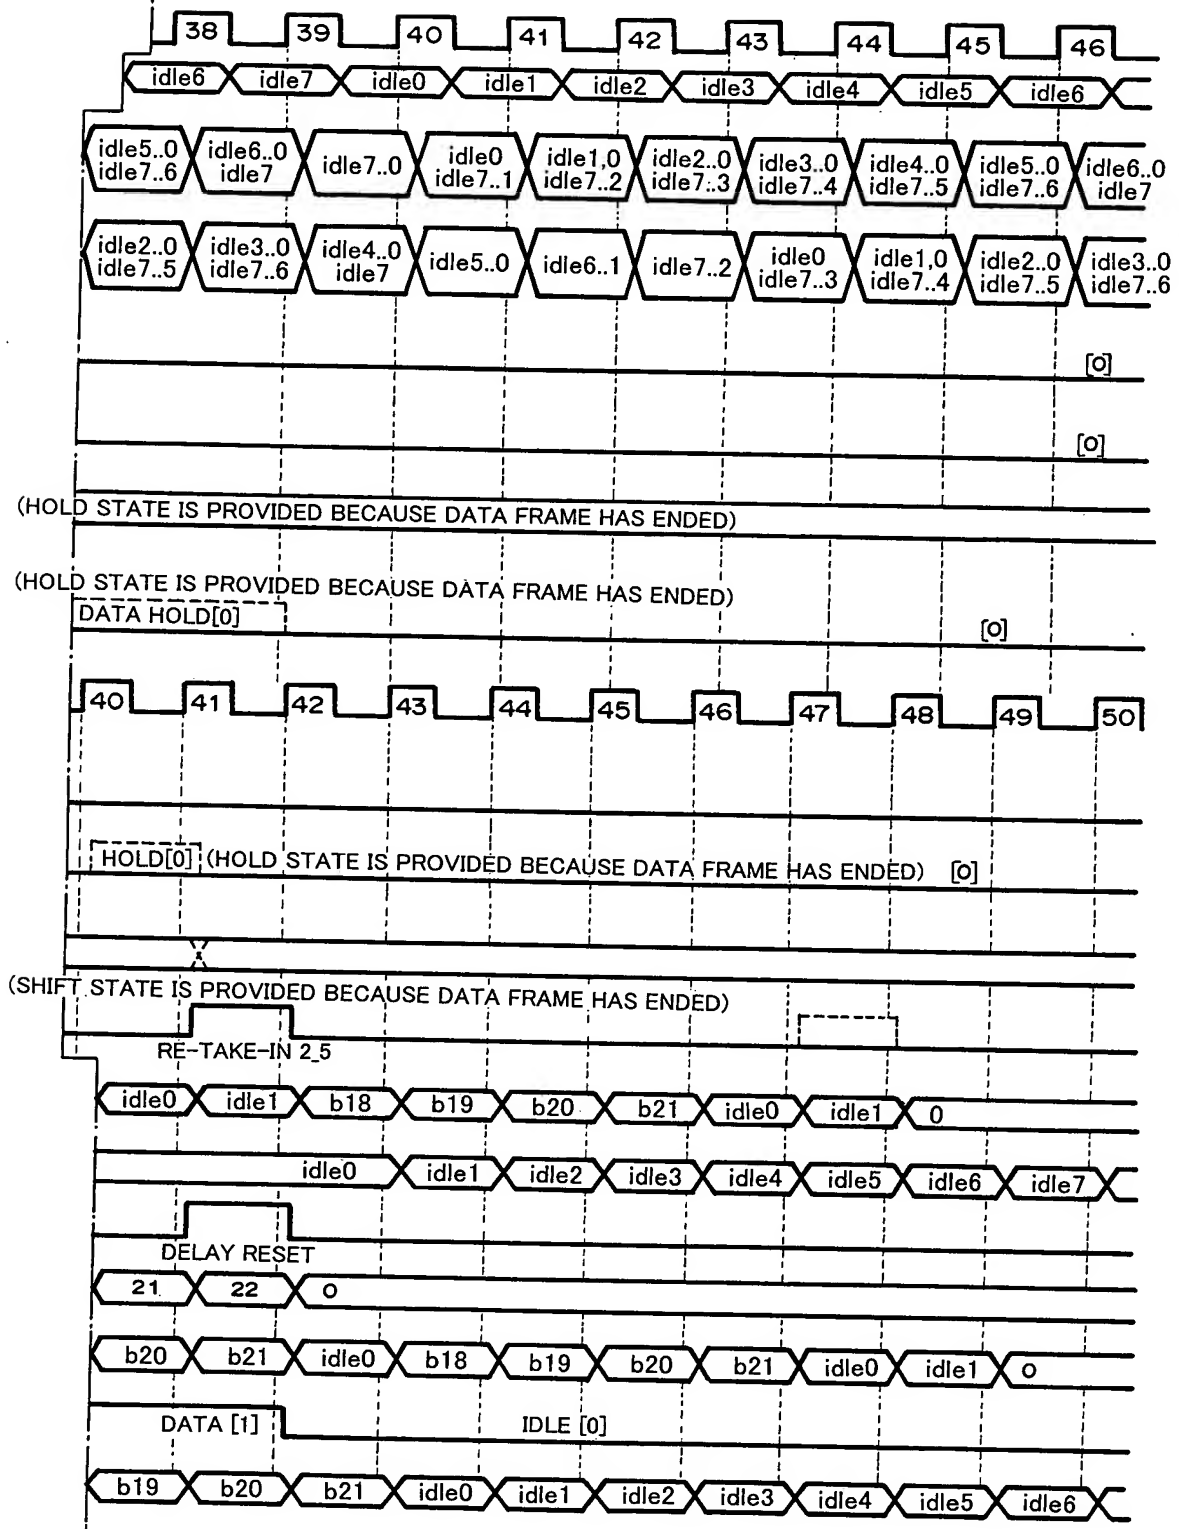 38 39 40 41 42 43 44 45 46
idle6 idle7 idle0 idle1 idle2 idle3 idle4 idle5 idle6
idle5..0 idle6..0 idle7..0 idle0 idle1,0 idle2..0 idle3..0 idle4..0 idle5..0 idle6..0
idle7..6 idle7 idle7..1 idle7..2 idle7..3 idle7..4 idle7..5 idle7..6 idle7
idle2..0 idle3..0 idle4..0 idle5..0 idle6..1 idle7..2 idle0 idle1,0 idle2..0 idle3..0
idle7..5 idle7..6 idle7 idle7..3 idle7..4 idle7..5 idle7..6
[0]
[0]
(HOLD STATE IS PROVIDED BECAUSE DATA FRAME HAS ENDED)
(HOLD STATE IS PROVIDED BECAUSE DATA FRAME HAS ENDED)
DATA HOLD[0] [0]
40 41 42 43 44 45 46 47 48 49 50
HOLD[0] (HOLD STATE IS PROVIDED BECAUSE DATA FRAME HAS ENDED) [0]
(SHIFT STATE IS PROVIDED BECAUSE DATA FRAME HAS ENDED)
RE-TAKE-IN 2_5
idle0 idle1 b18 b19 b20 b21 idle0 idle1 0
idle0 idle1 idle2 idle3 idle4 idle5 idle6 idle7
DELAY RESET
21 22 0
b20 b21 idle0 b18 b19 b20 b21 idle0 idle1 0
DATA [1] IDLE [0]
b19 b20 b21 idle0 idle1 idle2 idle3 idle4 idle5 idle6